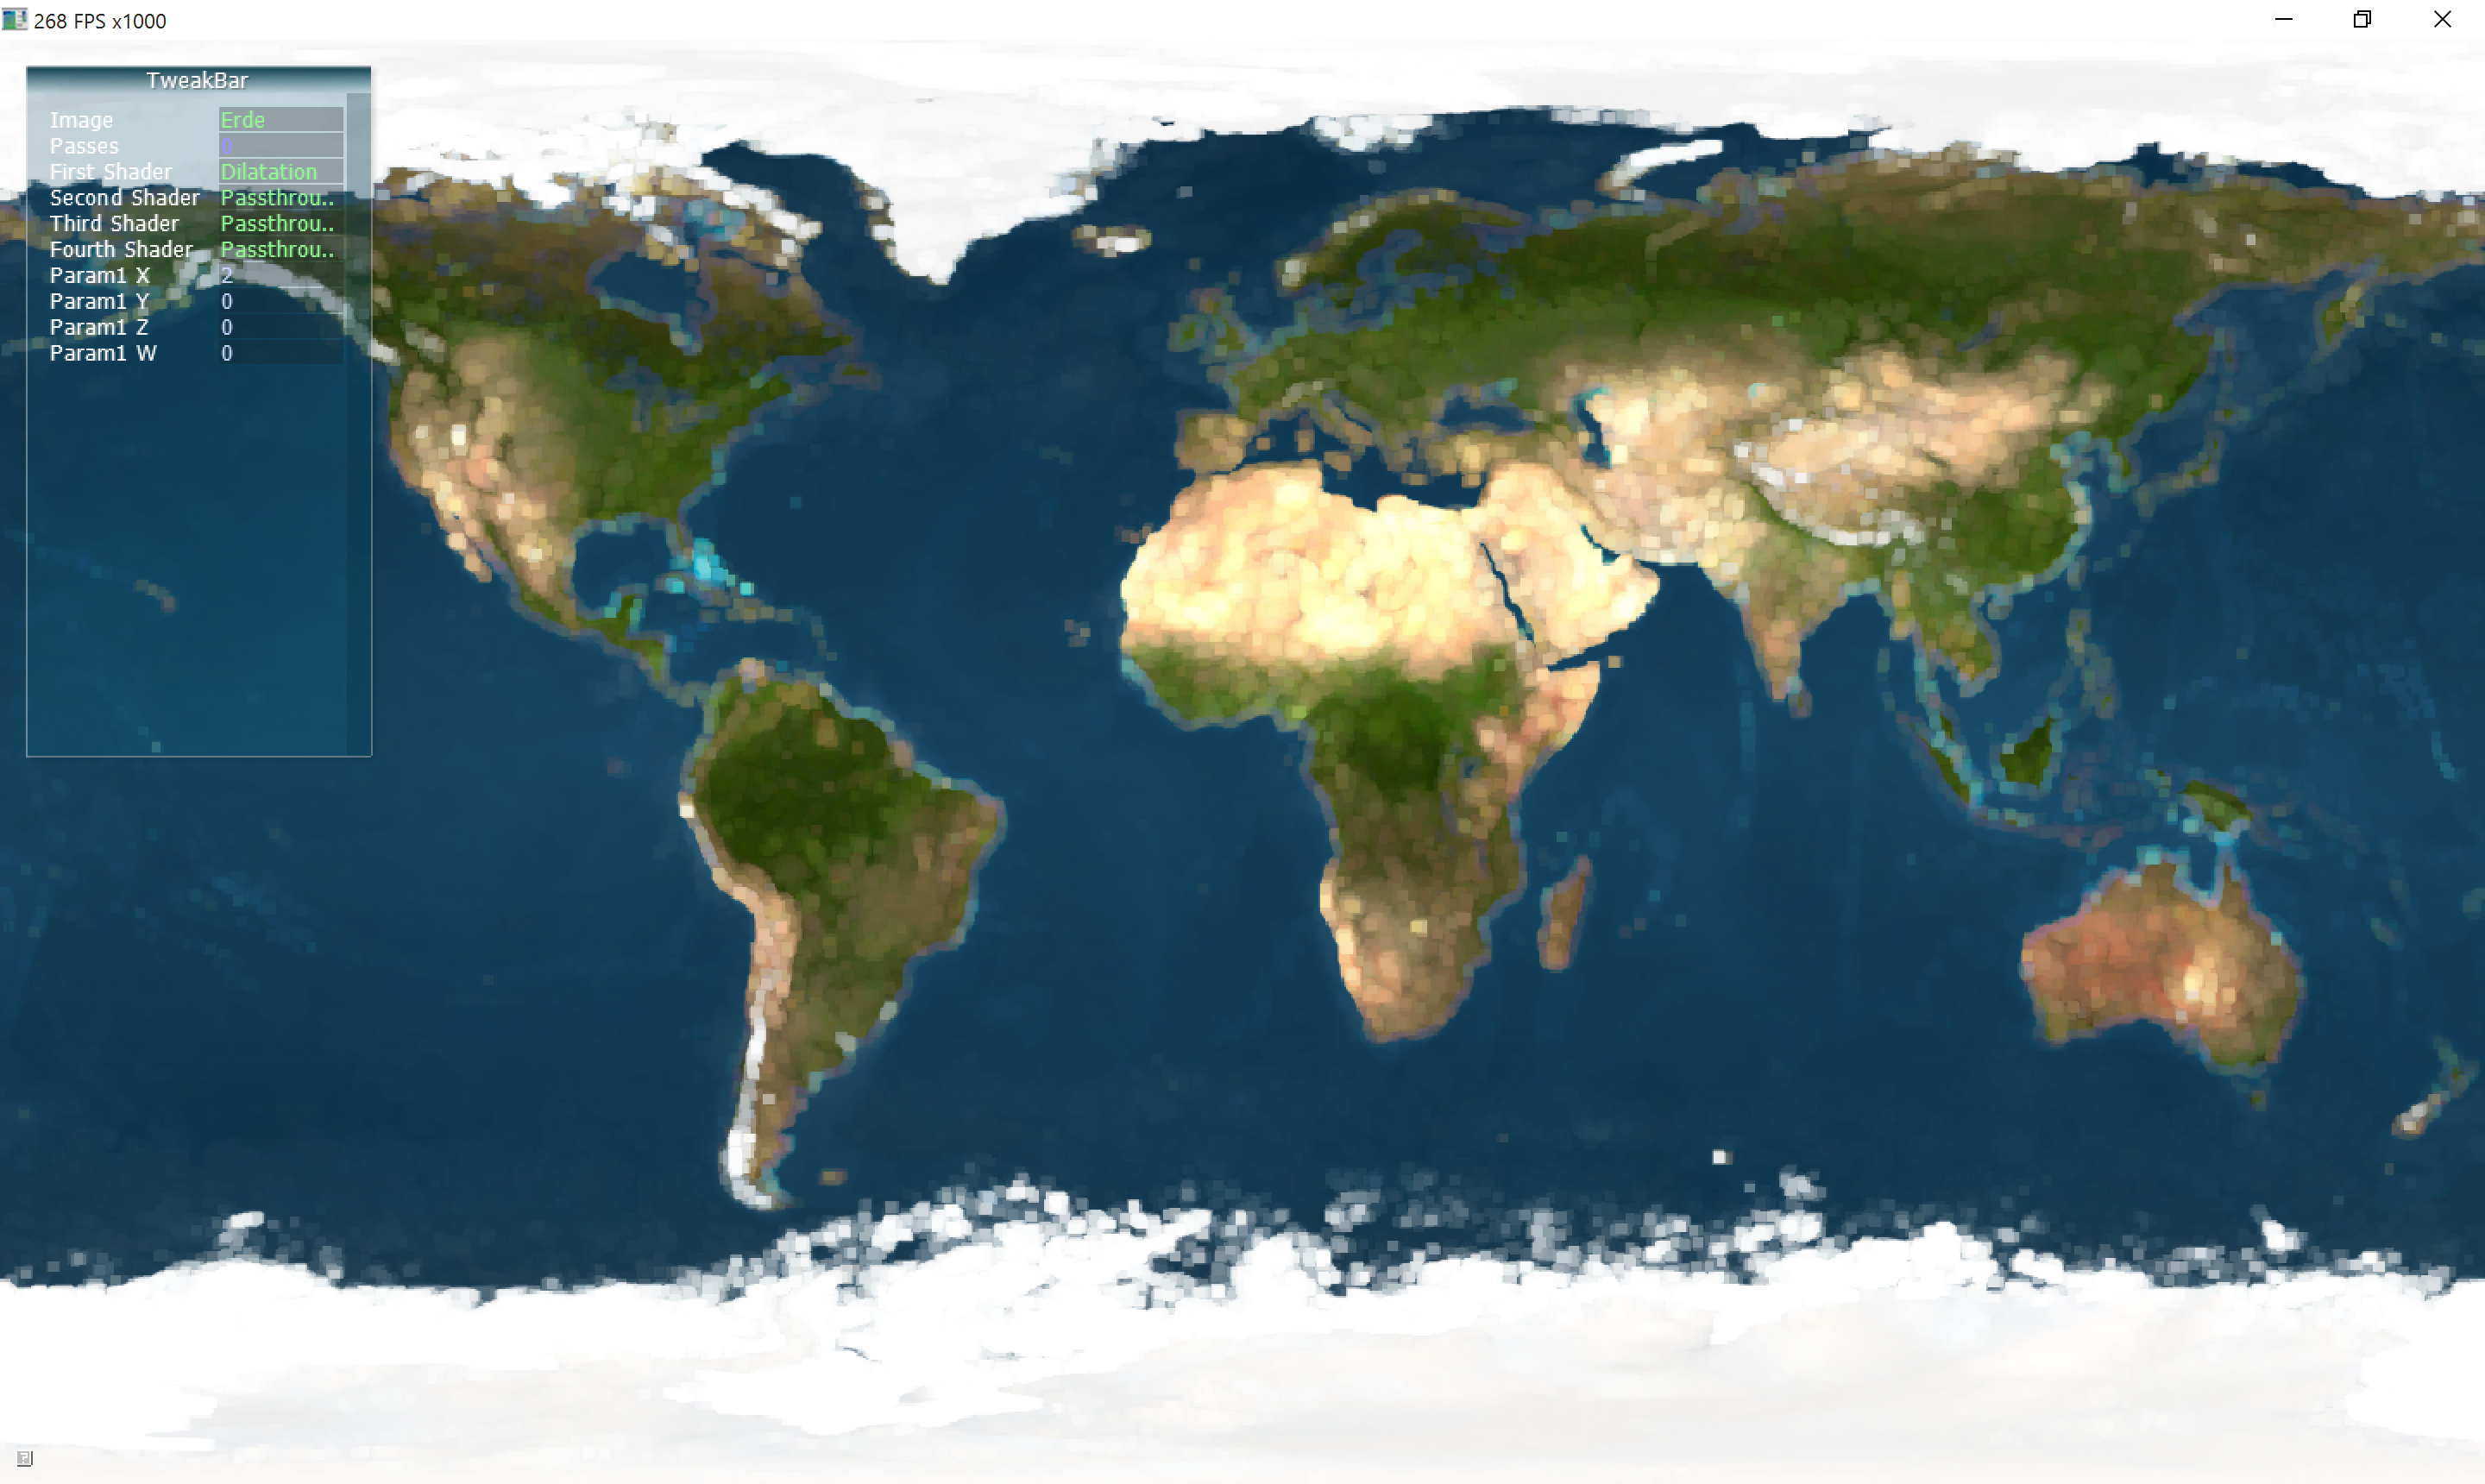 268 FPS x1000
TweakBar
Image Erde
Passes 0
First Shader Dilatation
Second Shader Passthrou..
Third Shader Passthrou..
Fourth Shader Passthrou..
Param1 X 2
Param1 Y 0
Param1 Z 0
Param1 W 0
?